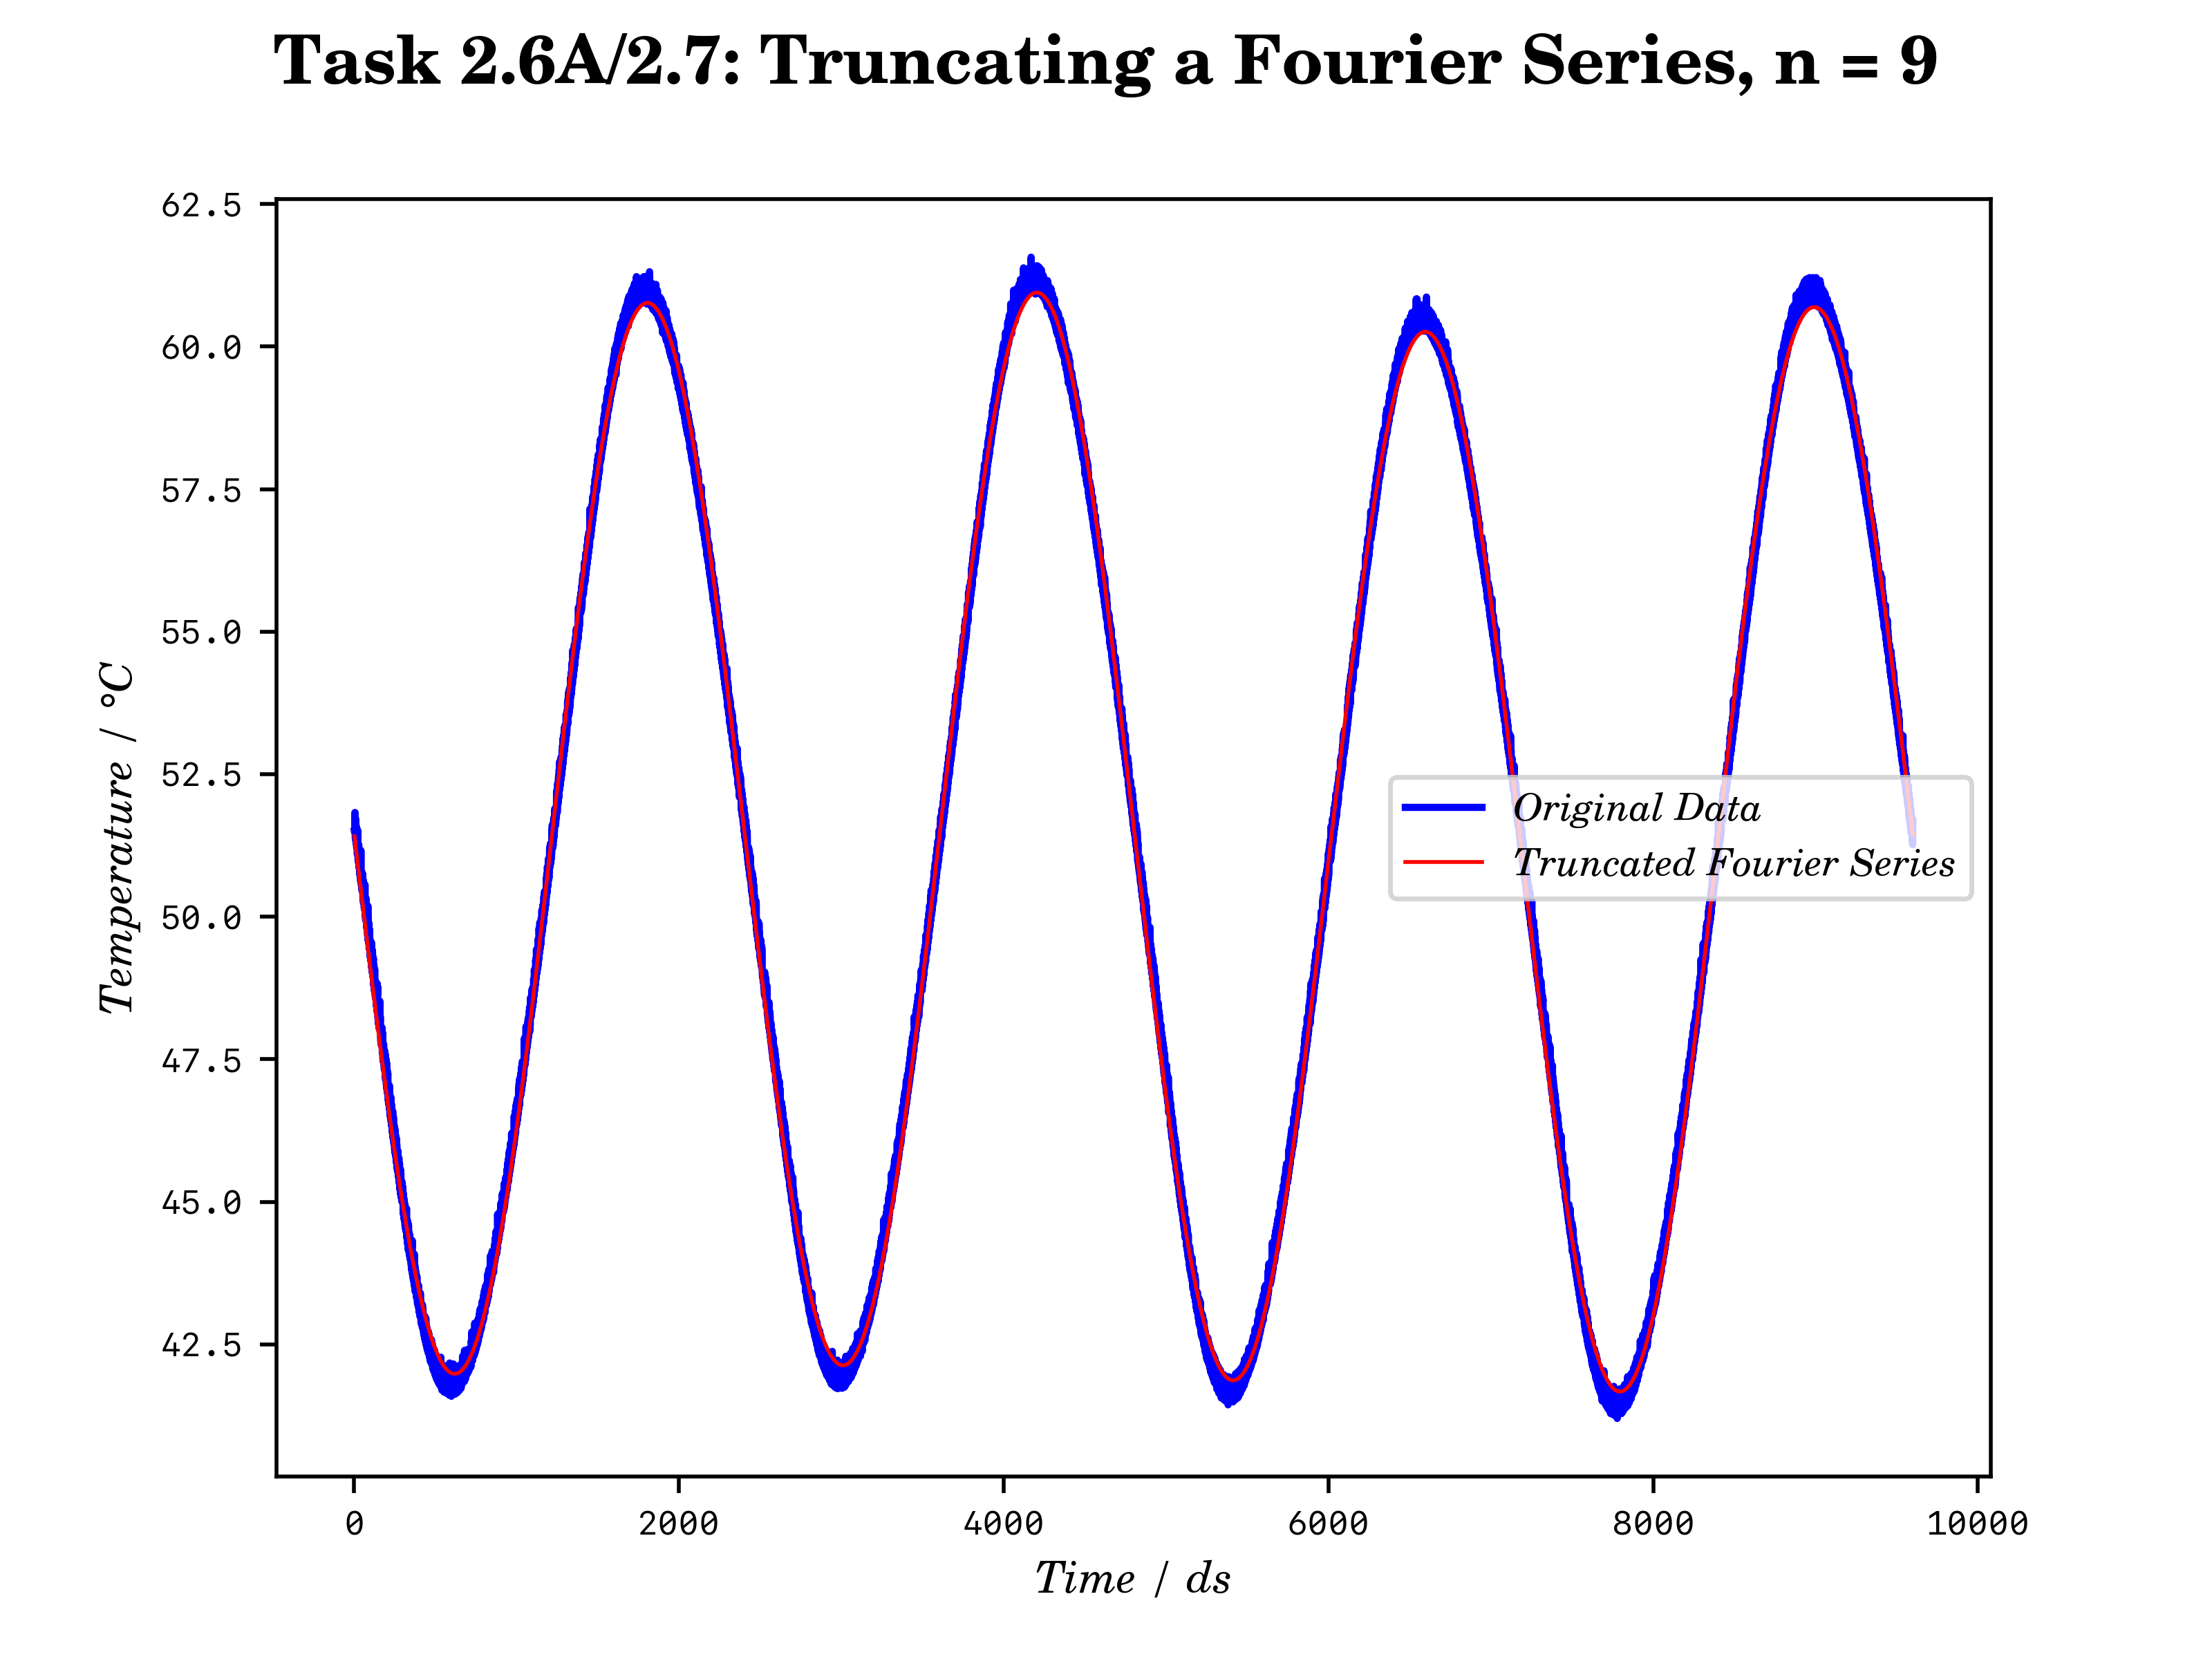 Task 2.6A/2.7: Truncating a Fourier Series, n = 9
62.5
60.0
57.5
55.0
52.5
50.0
47.5
45.0
42.5
Temperature / °C
Original Data
Truncated Fourier Series
0 2000 4000 6000 8000 10000
Time / ds